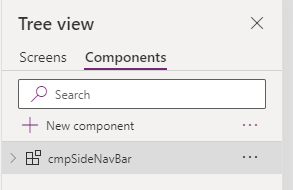 Tree view
Screens Components
Search
New component
cmpSideNavBar